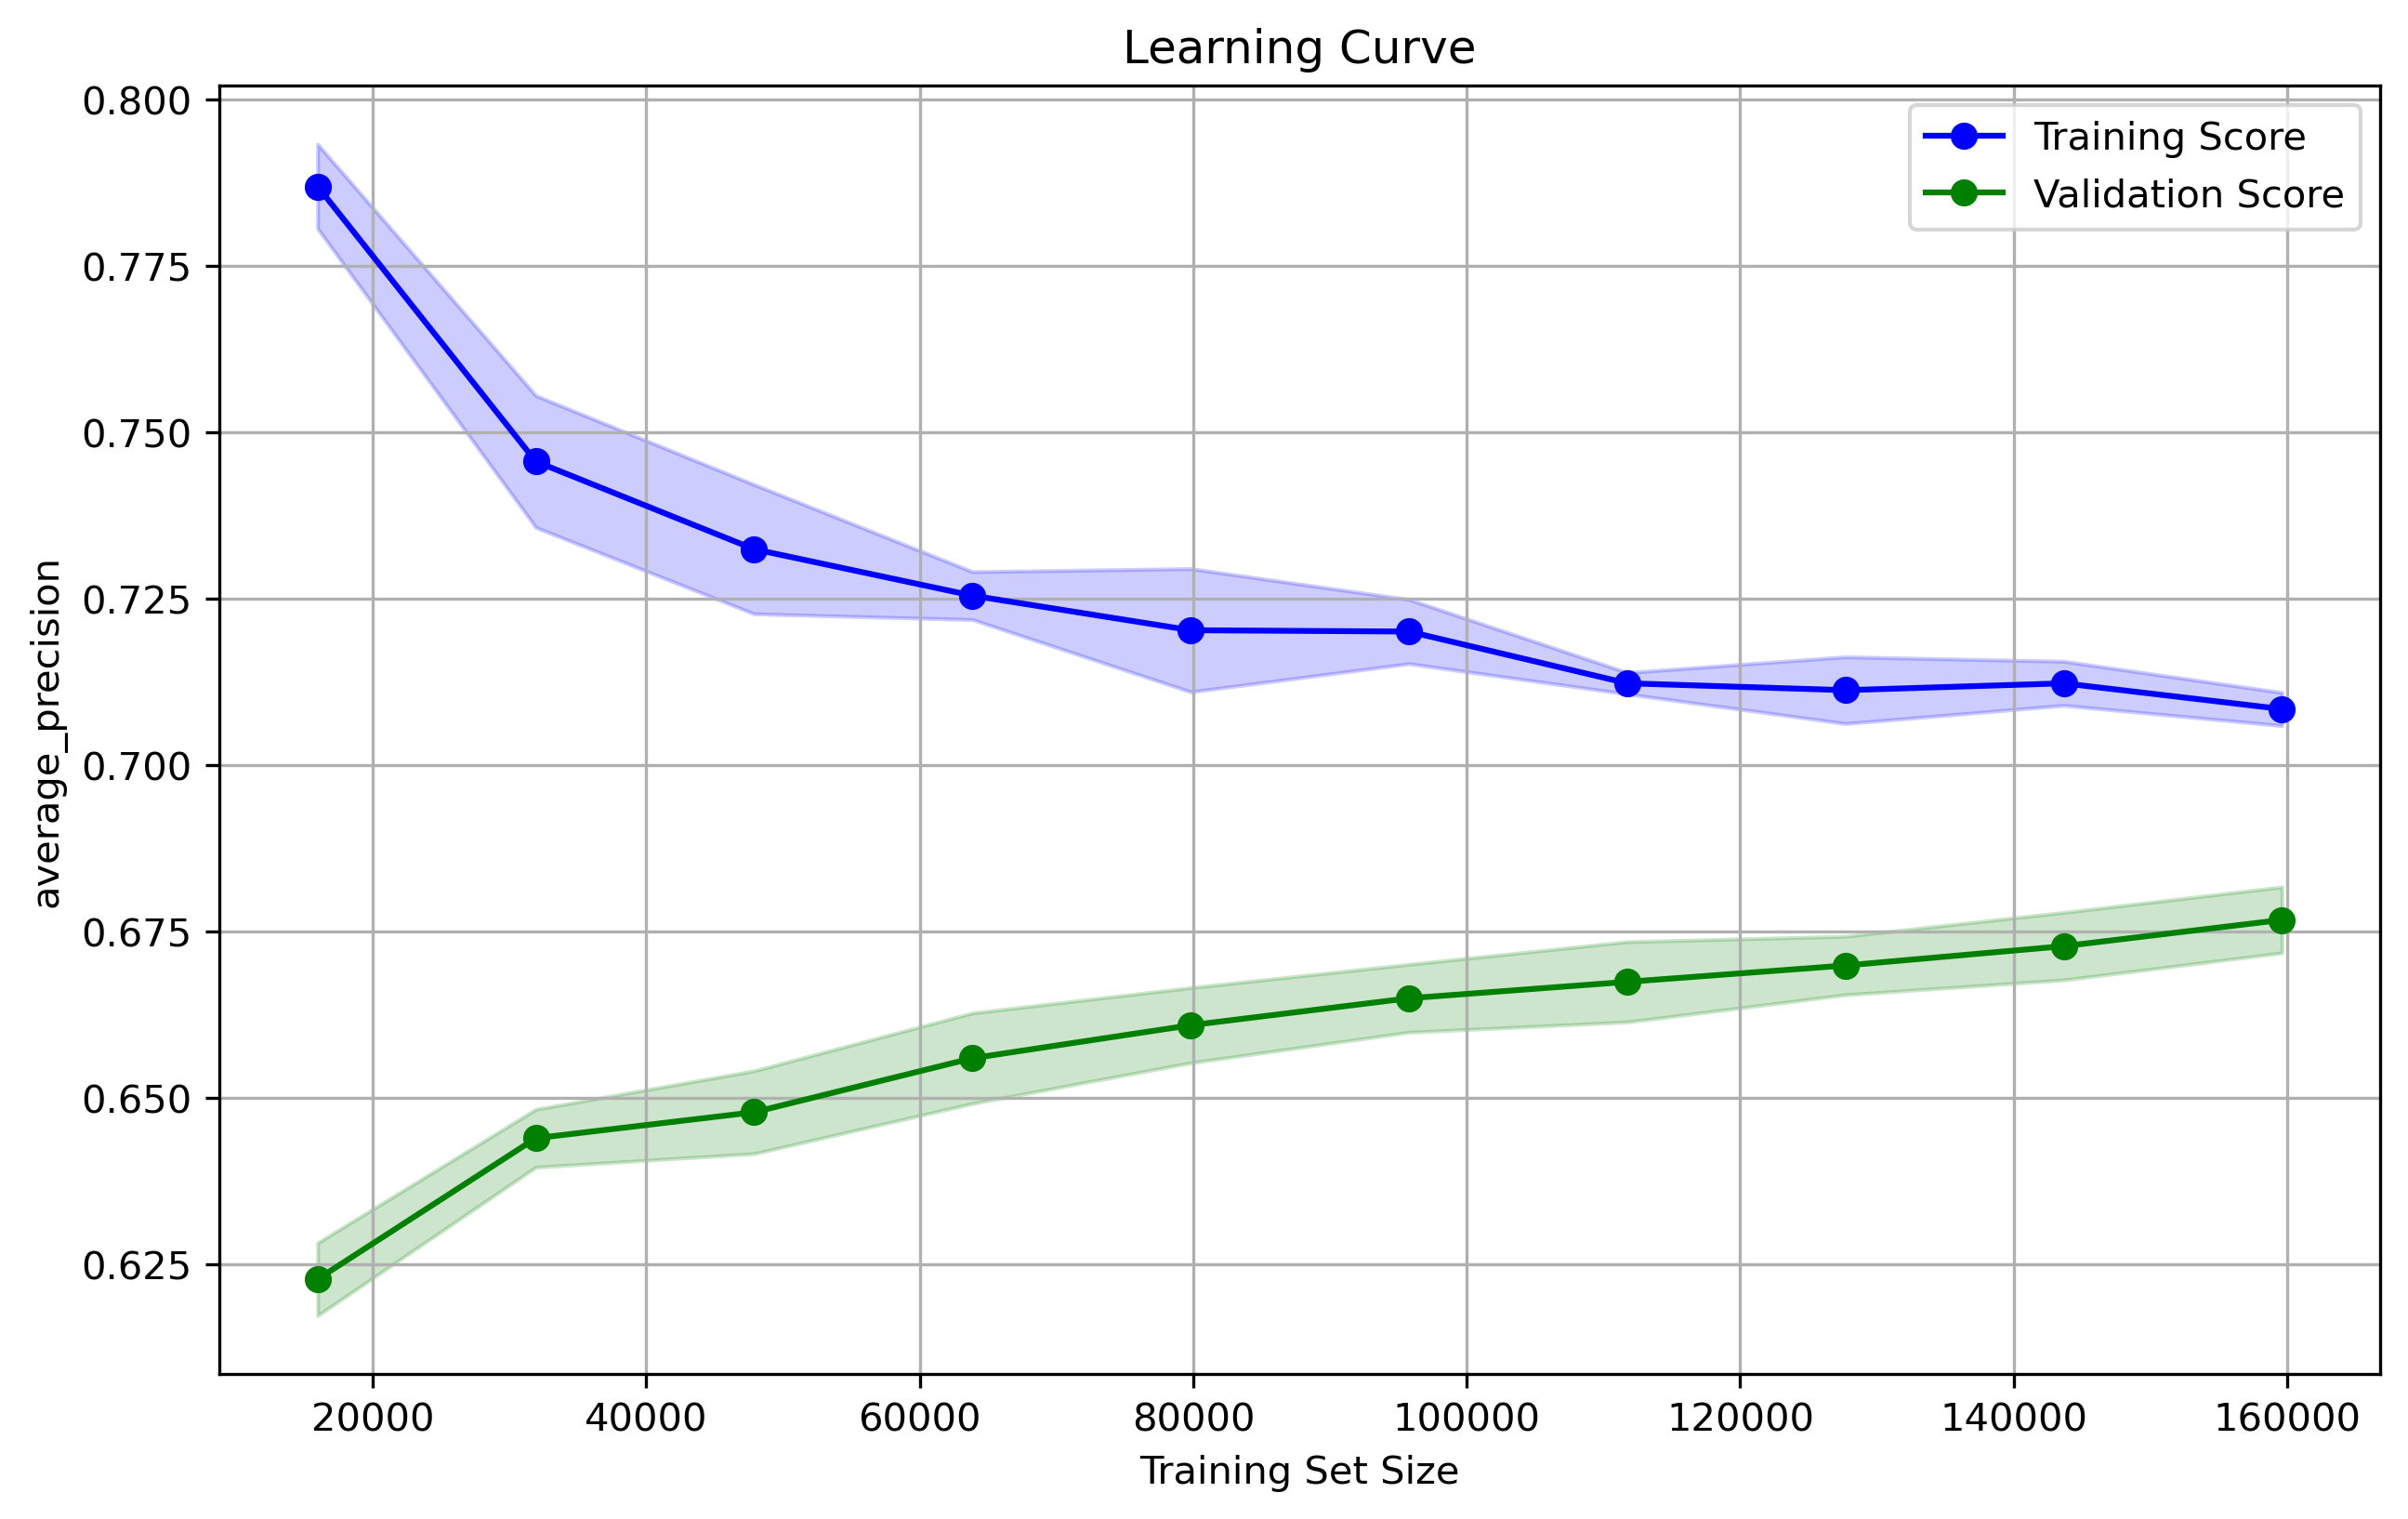 Learning Curve
Training Score
Validation Score
average_precision
0.800
0.775
0.750
0.725
0.700
0.675
0.650
0.625
20000 40000 60000 80000 100000 120000 140000 160000
Training Set Size